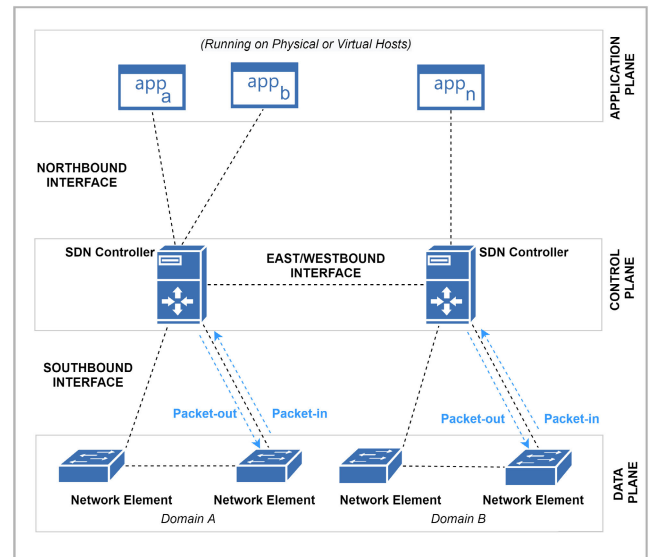 (Running on Physical or Virtual Hosts)
app a
app b
app n
APPLICATION
PLANE
NORTHBOUND
INTERFACE
SDN Controller
EAST/WESTBOUND
INTERFACE
SDN Controller
CONTROL
PLANE
SOUTHBOUND
INTERFACE
Packet-out
Packet-in
Packet-out
Packet-in
Network Element
Network Element
Network Element
Network Element
Domain A
Domain B
DATA
PLANE